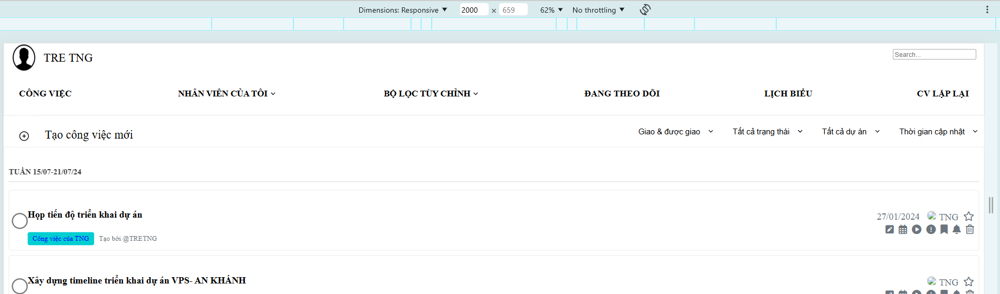 Dimensions: Responsive ▼ 2000 × 659 62% ▼ No throttling ▼
TRE TNG
Search...
CÔNG VIỆC NHÂN VIÊN CỦA TÔI BỘ LỌC TÙY CHỈNH ĐANG THEO DÕI LỊCH BIỂU CV LẶP LẠI
Tạo công việc mới
Giao & được giao Tất cả trạng thái Tất cả dự án Thời gian cập nhật
TUẦN 15/07-21/07/24
Họp tiến độ triển khai dự án
27/01/2024 TNG
Công việc của TNG Tạo bởi @TRETNG
Xây dựng timeline triển khai dự án VPS- AN KHÁNH
TNG